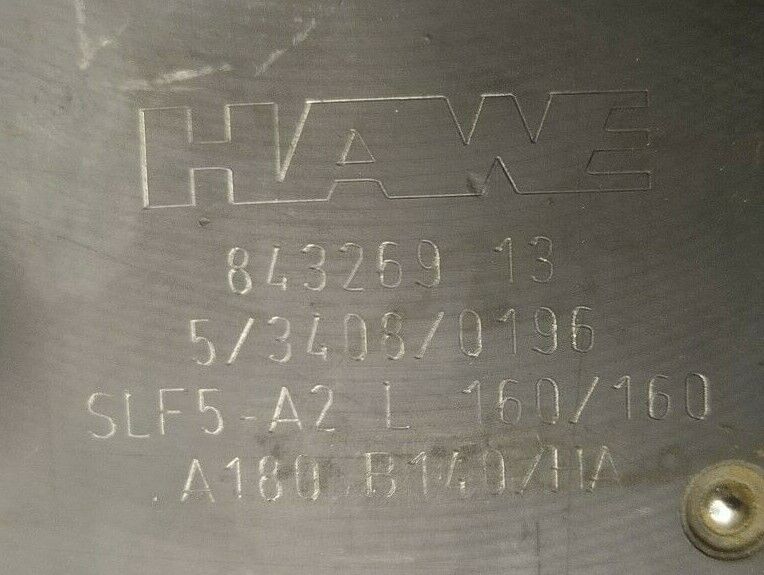 HAWE
843269 13
5/3408/0196
SLF5-A2 L 160/160
.A180 B140/HA